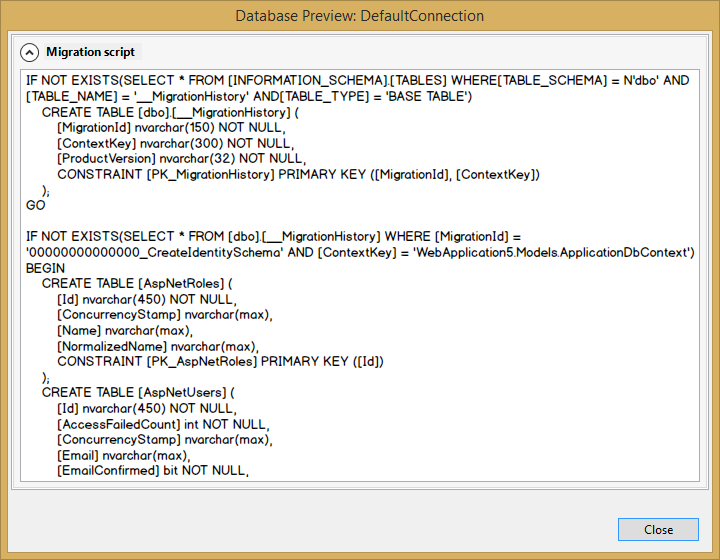 Database Preview: DefaultConnection
Migration script
IF NOT EXISTS(SELECT * FROM [INFORMATION_SCHEMA].[TABLES] WHERE[TABLE_SCHEMA] = N'dbo' AND
[TABLE_NAME] = '__MigrationHistory' AND[TABLE_TYPE] = 'BASE TABLE')
CREATE TABLE [dbo].[__MigrationHistory] (
[MigrationId] nvarchar(150) NOT NULL,
[ContextKey] nvarchar(300) NOT NULL,
[ProductVersion] nvarchar(32) NOT NULL,
CONSTRAINT [PK_MigrationHistory] PRIMARY KEY ([MigrationId], [ContextKey])
);
GO
IF NOT EXISTS(SELECT * FROM [dbo].[__MigrationHistory] WHERE [MigrationId] =
'00000000000000_CreateIdentitySchema' AND [ContextKey] = 'WebApplication5.Models.ApplicationDbContext')
BEGIN
CREATE TABLE [AspNetRoles] (
[Id] nvarchar(450) NOT NULL,
[ConcurrencyStamp] nvarchar(max),
[Name] nvarchar(max),
[NormalizedName] nvarchar(max),
CONSTRAINT [PK_AspNetRoles] PRIMARY KEY ([Id])
);
CREATE TABLE [AspNetUsers] (
[Id] nvarchar(450) NOT NULL,
[AccessFailedCount] int NOT NULL,
[ConcurrencyStamp] nvarchar(max),
[Email] nvarchar(max),
[EmailConfirmed] bit NOT NULL,
Close